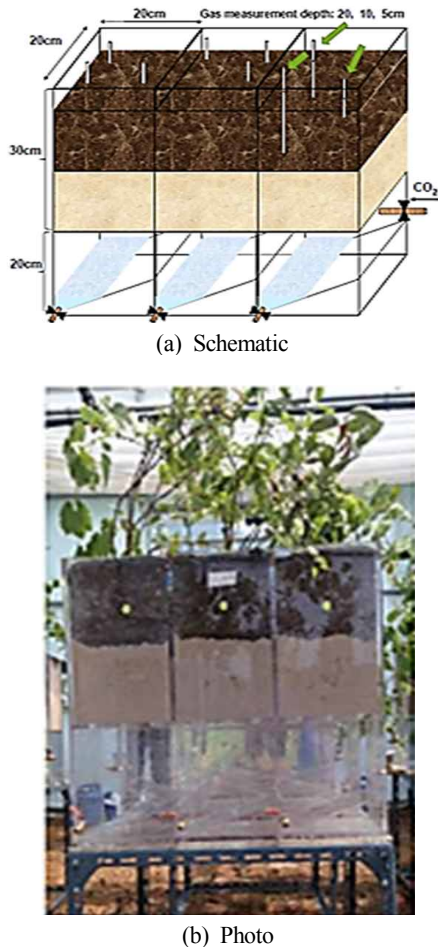 20cm
20cm
Gas measurement depth: 20, 10, 5cm
30cm
CO₂
20cm
(a) Schematic
(b) Photo